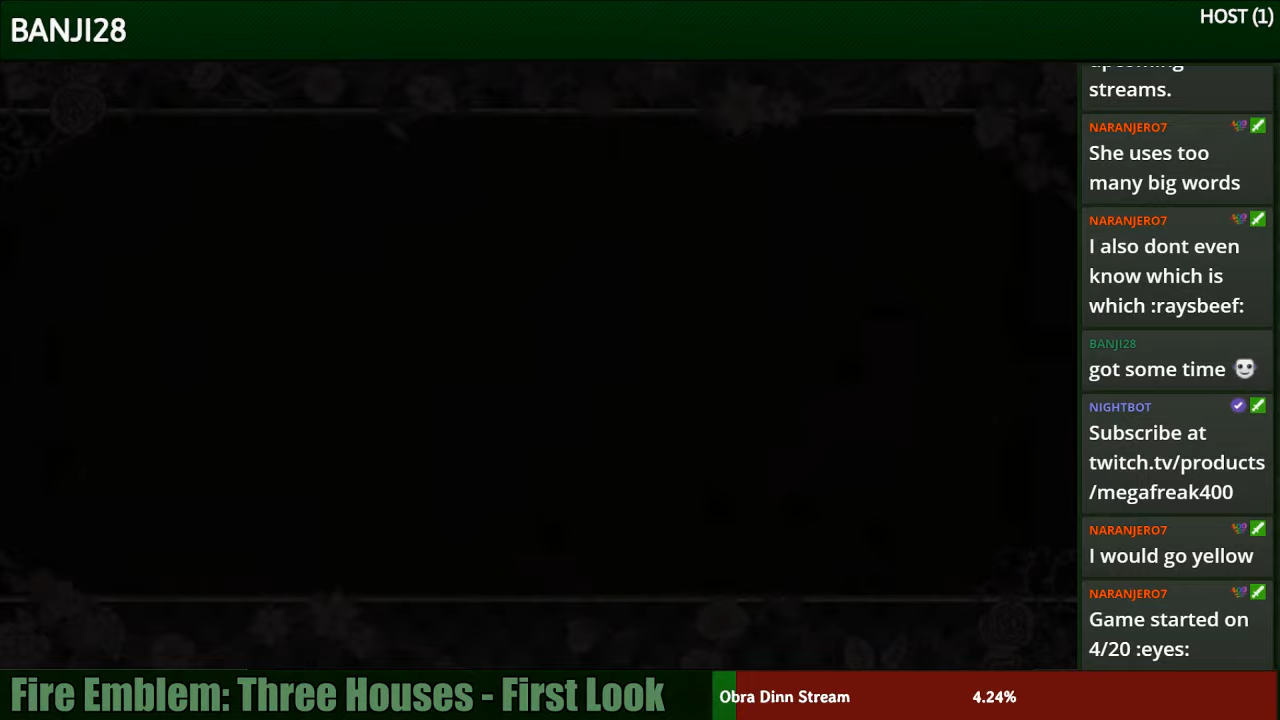 BANJI28
HOST (1)
upcoming
streams.
NARANJERO7
She uses too
many big words
NARANJERO7
I also dont even
know which is
which :raysbeef:
BANJI28
got some time
NIGHTBOT
Subscribe at
twitch.tv/products
/megafreak400
NARANJERO7
I would go yellow
NARANJERO7
Game started on
4/20 :eyes:
Fire Emblem: Three Houses - First Look
Obra Dinn Stream 4.24%